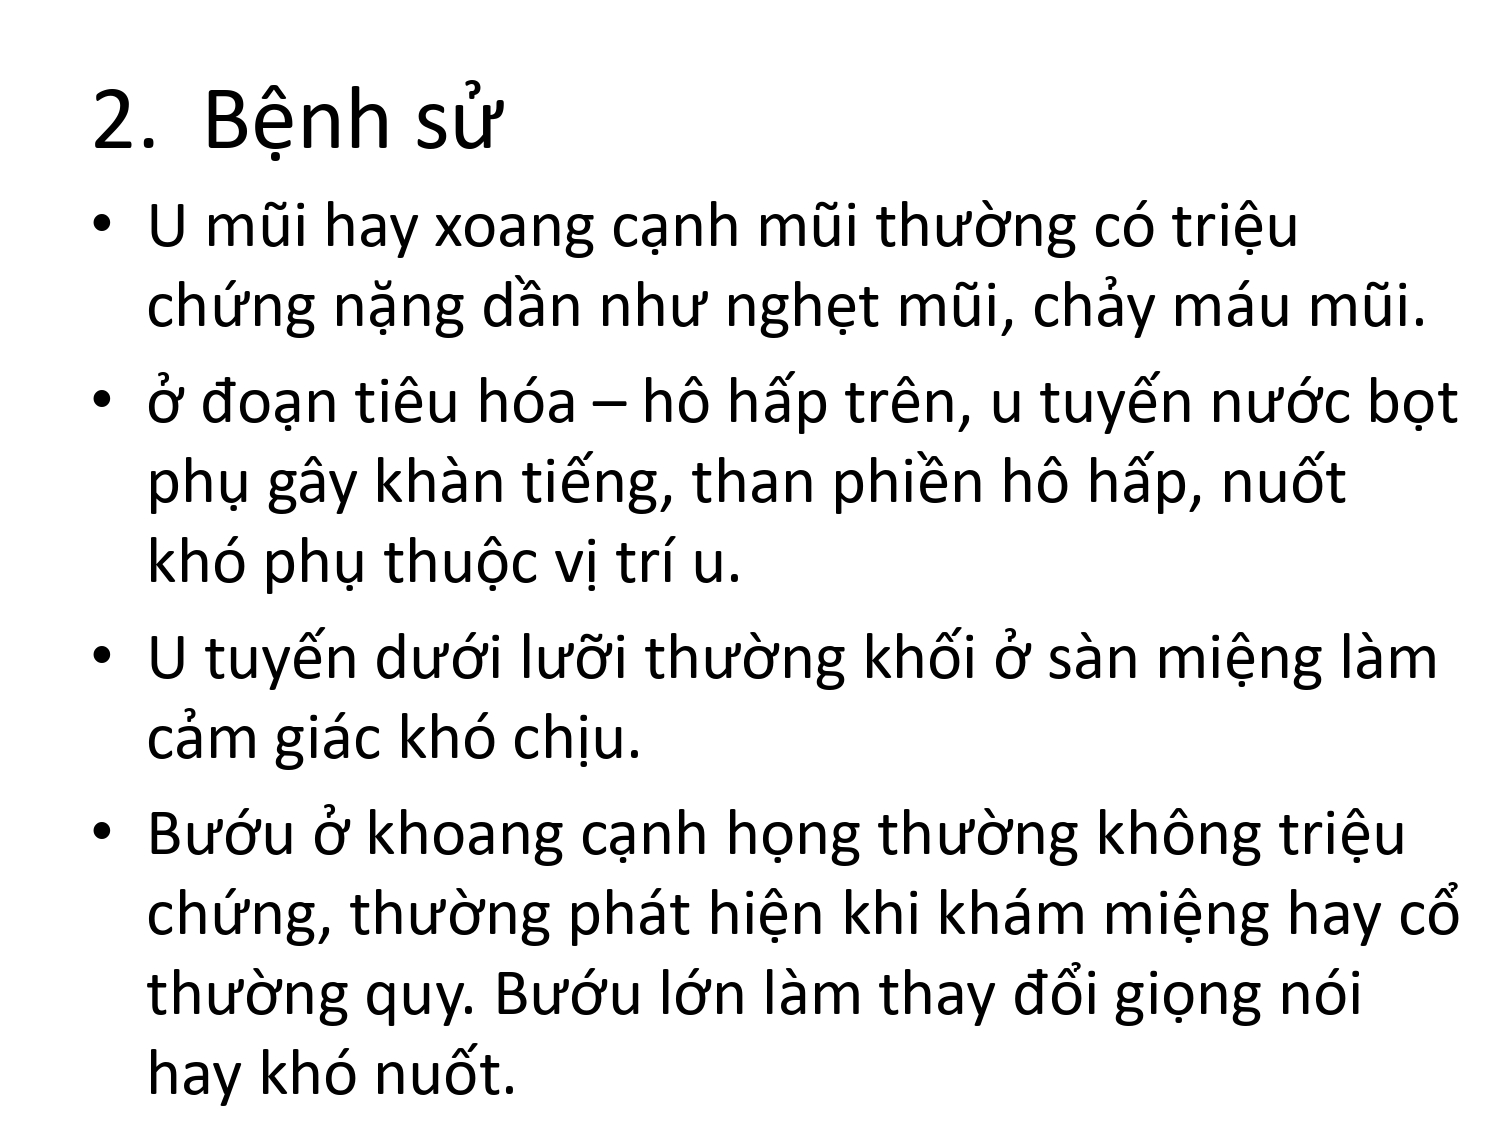 2. Bệnh sử
• U mũi hay xoang cạnh mũi thường có triệu
chứng nặng dần như nghẹt mũi, chảy máu mũi.
• ở đoạn tiêu hóa – hô hấp trên, u tuyến nước bọt
phụ gây khàn tiếng, than phiền hô hấp, nuốt
khó phụ thuộc vị trí u.
• U tuyến dưới lưỡi thường khối ở sàn miệng làm
cảm giác khó chịu.
• Bướu ở khoang cạnh họng thường không triệu
chứng, thường phát hiện khi khám miệng hay cổ
thường quy. Bướu lớn làm thay đổi giọng nói
hay khó nuốt.